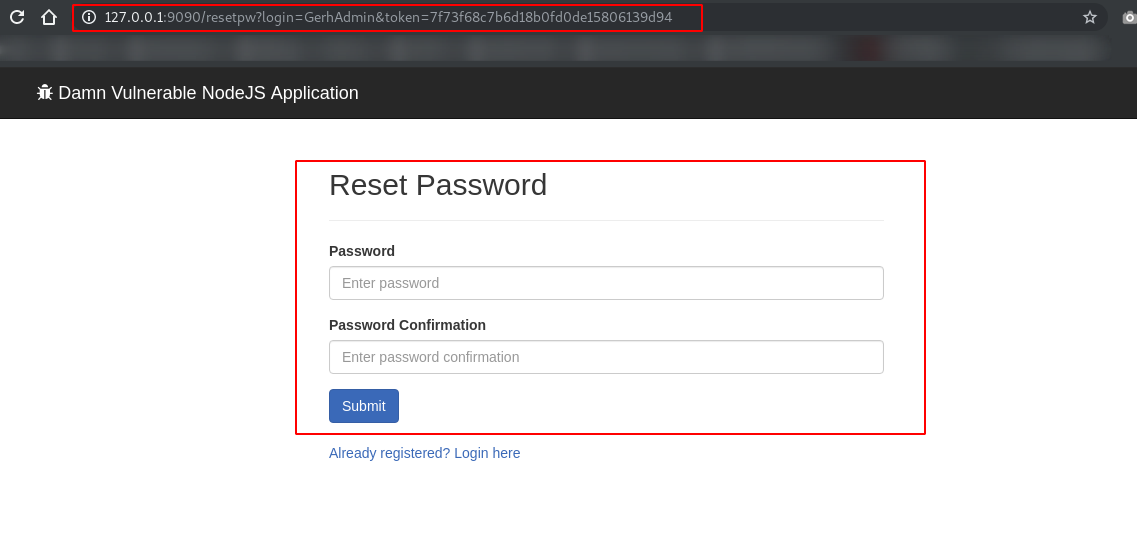 127.0.0.1:9090/resetpw?login=GerhAdmin&token=7f73f68c7b6d18b0fd0de15806139d94
Damn Vulnerable NodeJS Application
Reset Password
Password
Enter password
Password Confirmation
Enter password confirmation
Submit
Already registered? Login here